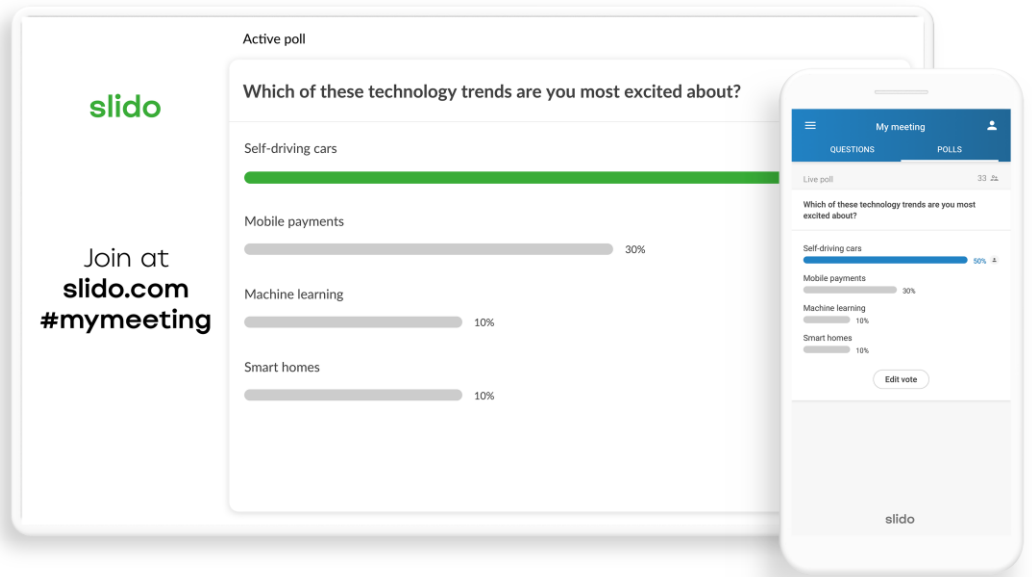 Active poll
slido
Join at
slido.com
#mymeeting
Which of these technology trends are you most excited about?
Self-driving cars
Mobile payments
30%
Machine learning
10%
Smart homes
10%
My meeting
QUESTIONS POLLS
Live poll 33
Which of these technology trends are you most
excited about?
Self-driving cars
50%
Mobile payments
30%
Machine learning
10%
Smart homes
10%
Edit vote
slido